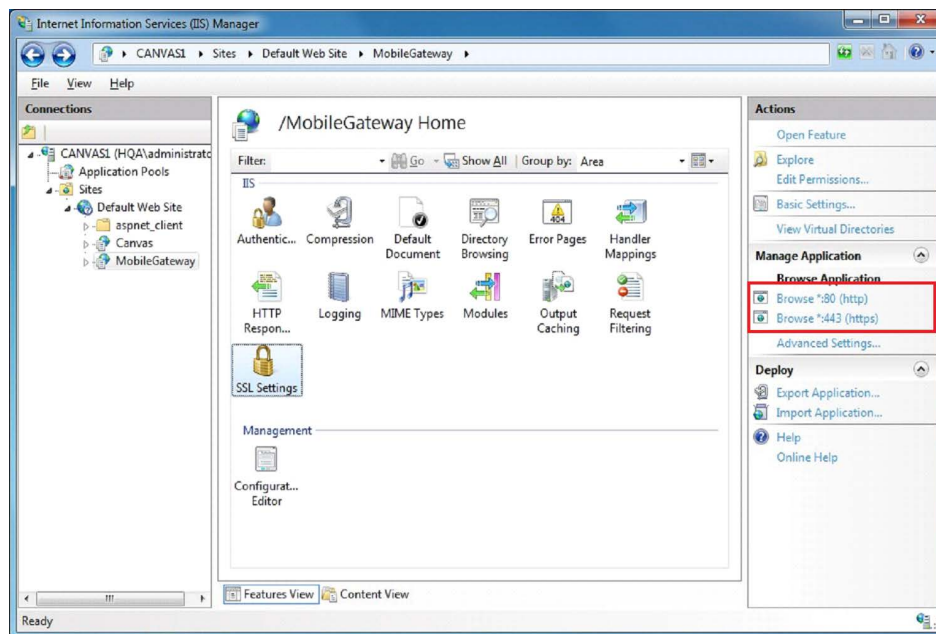 Internet Information Services (IIS) Manager
CANVAS1 Sites Default Web Site MobileGateway
File View Help
Connections
CANVAS1 (HQA\administratc
Application Pools
Sites
Default Web Site
aspnet_client
Canvas
MobileGateway
/MobileGateway Home
Filter: Go Show All Group by: Area
IIS
Authentic... Compression Default Document Directory Browsing Error Pages Handler Mappings
HTTP Respon... Logging MIME Types Modules Output Caching Request Filtering
SSL Settings
Management
Configurat... Editor
Features View Content View
Actions
Open Feature
Explore
Edit Permissions...
Basic Settings...
View Virtual Directories
Manage Application
Browse Application
Browse *:80 (http)
Browse *:443 (https)
Advanced Settings...
Deploy
Export Application...
Import Application...
Help
Online Help
Ready